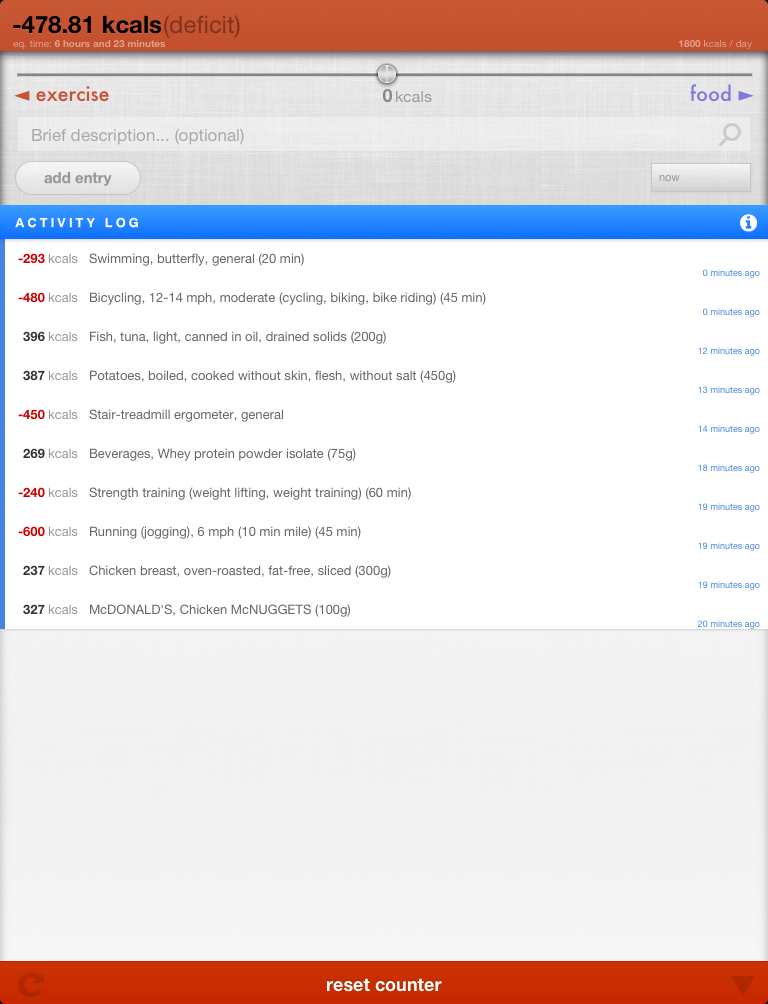 -478.81 kcals(deficit)
eq. time: 6 hours and 23 minutes 1800 kcals / day
◄ exercise 0 kcals food ►
Brief description... (optional)
add entry now
ACTIVITY LOG
-293 kcals Swimming, butterfly, general (20 min)
0 minutes ago
-480 kcals Bicycling, 12-14 mph, moderate (cycling, biking, bike riding) (45 min)
0 minutes ago
396 kcals Fish, tuna, light, canned in oil, drained solids (200g)
12 minutes ago
387 kcals Potatoes, boiled, cooked without skin, flesh, without salt (450g)
13 minutes ago
-450 kcals Stair-treadmill ergometer, general
14 minutes ago
269 kcals Beverages, Whey protein powder isolate (75g)
18 minutes ago
-240 kcals Strength training (weight lifting, weight training) (60 min)
19 minutes ago
-600 kcals Running (jogging), 6 mph (10 min mile) (45 min)
19 minutes ago
237 kcals Chicken breast, oven-roasted, fat-free, sliced (300g)
19 minutes ago
327 kcals McDONALD'S, Chicken McNUGGETS (100g)
20 minutes ago
reset counter